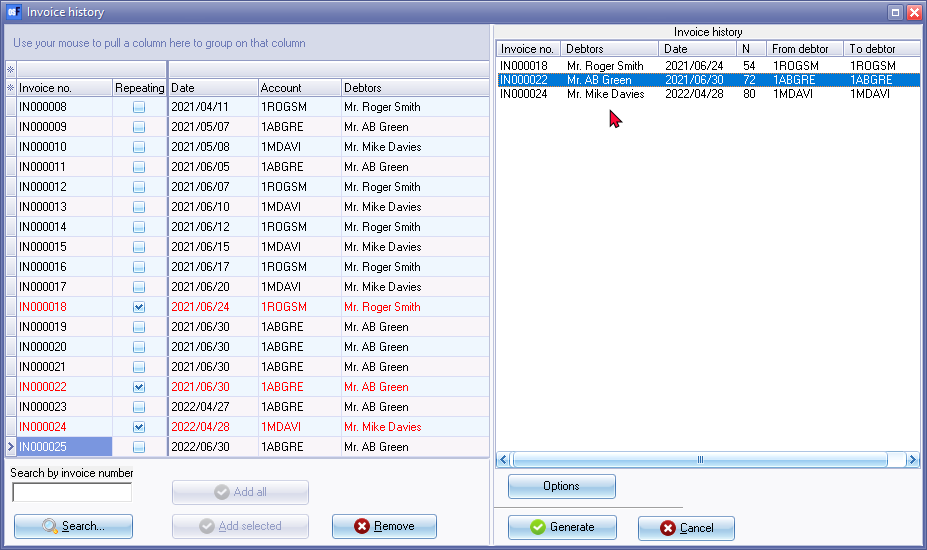 Invoice history
Use your mouse to pull a column here to group on that column
Invoice no. Repeating Date Account Debtors
IN000008 2021/04/11 1ROGSM Mr. Roger Smith
IN000009 2021/05/07 1ABGRE Mr. AB Green
IN000010 2021/05/08 1MDAVI Mr. Mike Davies
IN000011 2021/06/05 1ABGRE Mr. AB Green
IN000012 2021/06/07 1ROGSM Mr. Roger Smith
IN000013 2021/06/10 1MDAVI Mr. Mike Davies
IN000014 2021/06/12 1ROGSM Mr. Roger Smith
IN000015 2021/06/15 1MDAVI Mr. Mike Davies
IN000016 2021/06/17 1ROGSM Mr. Roger Smith
IN000017 2021/06/20 1MDAVI Mr. Mike Davies
IN000018 2021/06/24 1ROGSM Mr. Roger Smith
IN000019 2021/06/30 1ABGRE Mr. AB Green
IN000020 2021/06/30 1ABGRE Mr. AB Green
IN000021 2021/06/30 1ABGRE Mr. AB Green
IN000022 2021/06/30 1ABGRE Mr. AB Green
IN000023 2022/04/27 1ABGRE Mr. AB Green
IN000024 2022/04/28 1MDAVI Mr. Mike Davies
IN000025 2022/06/30 1ABGRE Mr. AB Green
Search by invoice number
Add all
Search...
Add selected
Remove
Invoice history
Invoice no. Debtors Date N From debtor To debtor
IN000018 Mr. Roger Smith 2021/06/24 54 1ROGSM 1ROGSM
IN000022 Mr. AB Green 2021/06/30 72 1ABGRE 1ABGRE
IN000024 Mr. Mike Davies 2022/04/28 80 1MDAVI 1MDAVI
Options
Generate
Cancel